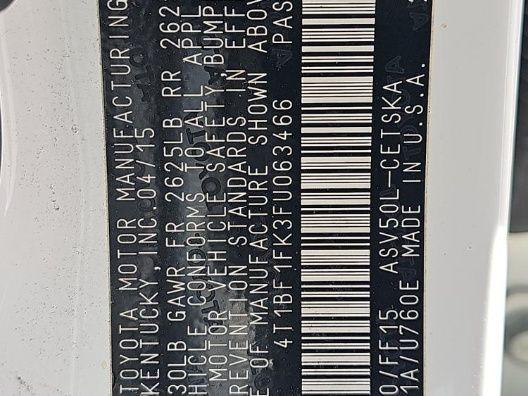 TOYOTA MOTOR MANUFACTURING
KENTUCKY, INC. 04/15
30LB GAWR FR 2625LB RR 262
HICLE CONFORMS TO ALL APPL
MOTOR VEHICLE SAFETY, BUMP
REVENTION STANDARDS IN EFF
E OF MANUFACTURE SHOWN ABOV
4T1BF1FK3FU063466 PAS
0/FF15 ASV50L-CETSKA
1A/U760E MADE IN U.S.A.